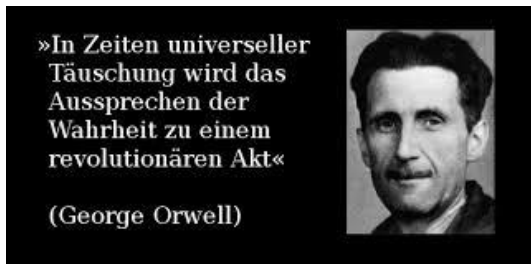 »In Zeiten universeller
Täuschung wird das
Aussprechen der
Wahrheit zu einem
revolutionären Akt«
(George Orwell)